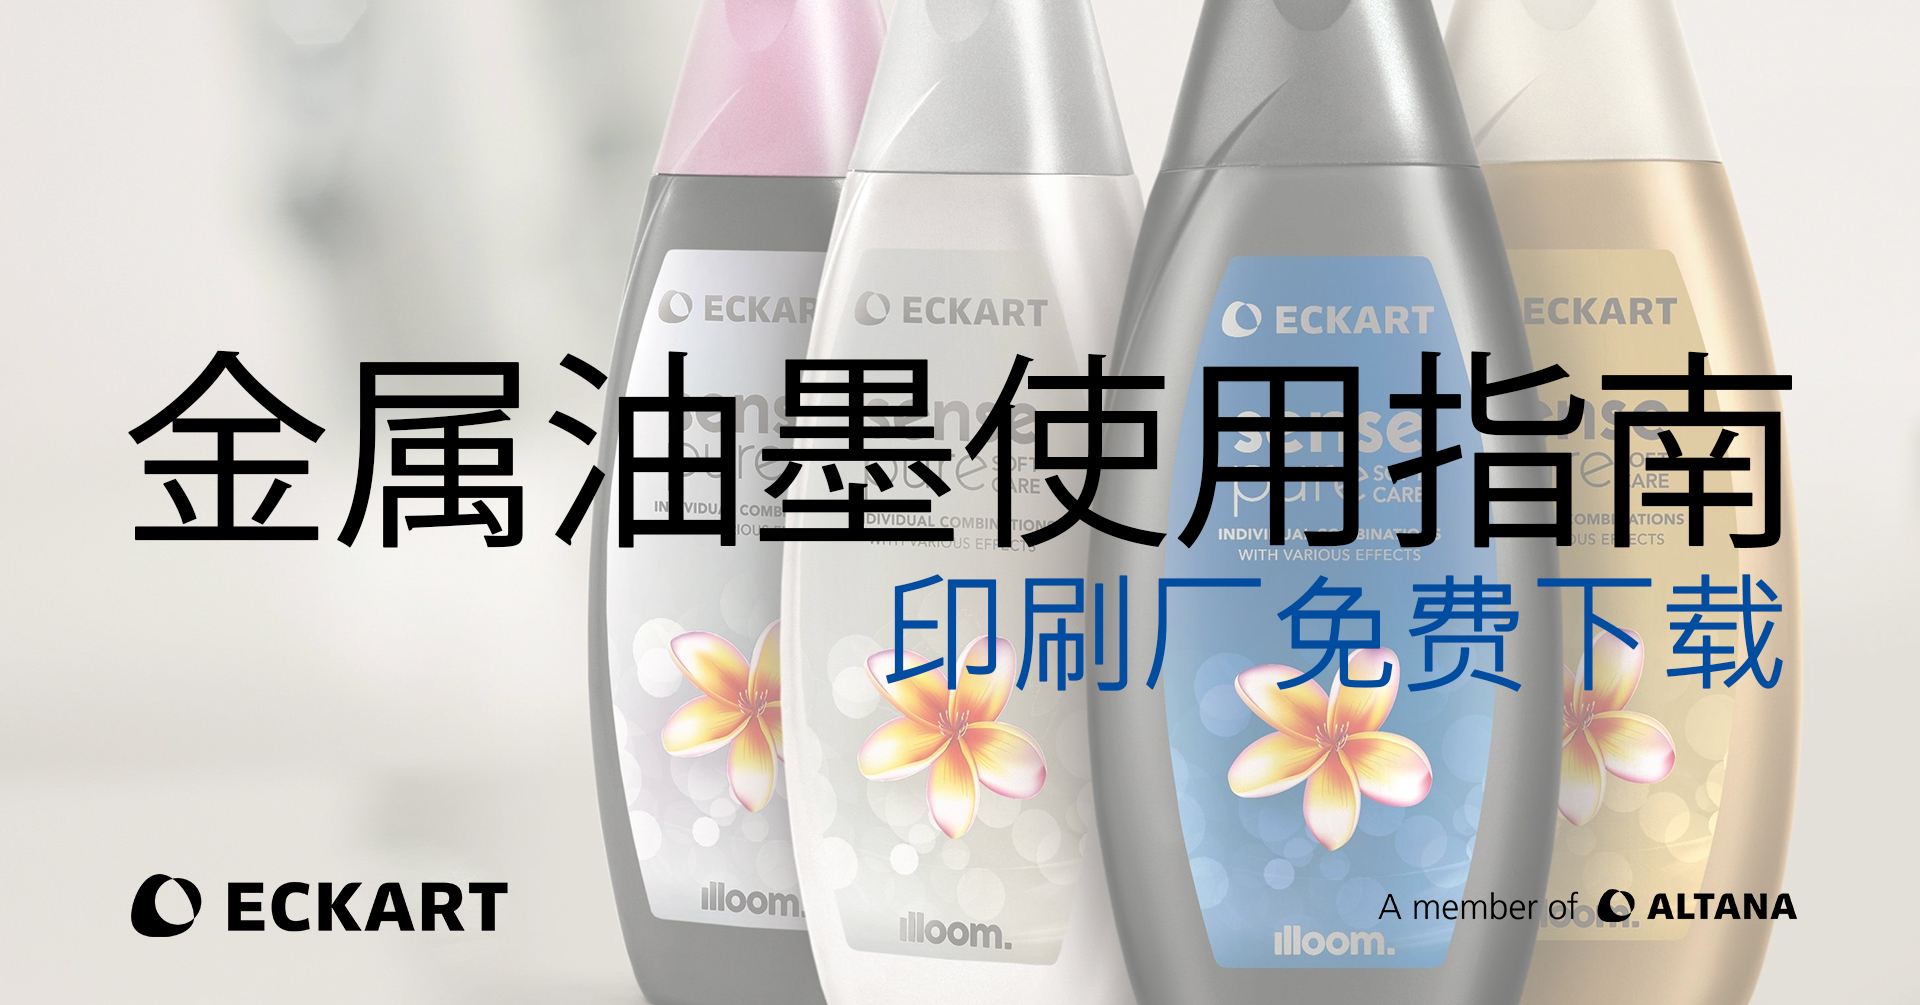 ECKART
ECKART
ECKART
ECKART
金属油墨使用指南
sense
pure SOFT CARE
INDIVIDUAL COMBINATIONS
WITH VARIOUS EFFECTS
印刷厂免费下载
illoom.
illoom.
illoom.
ECKART
A member of ALTANA